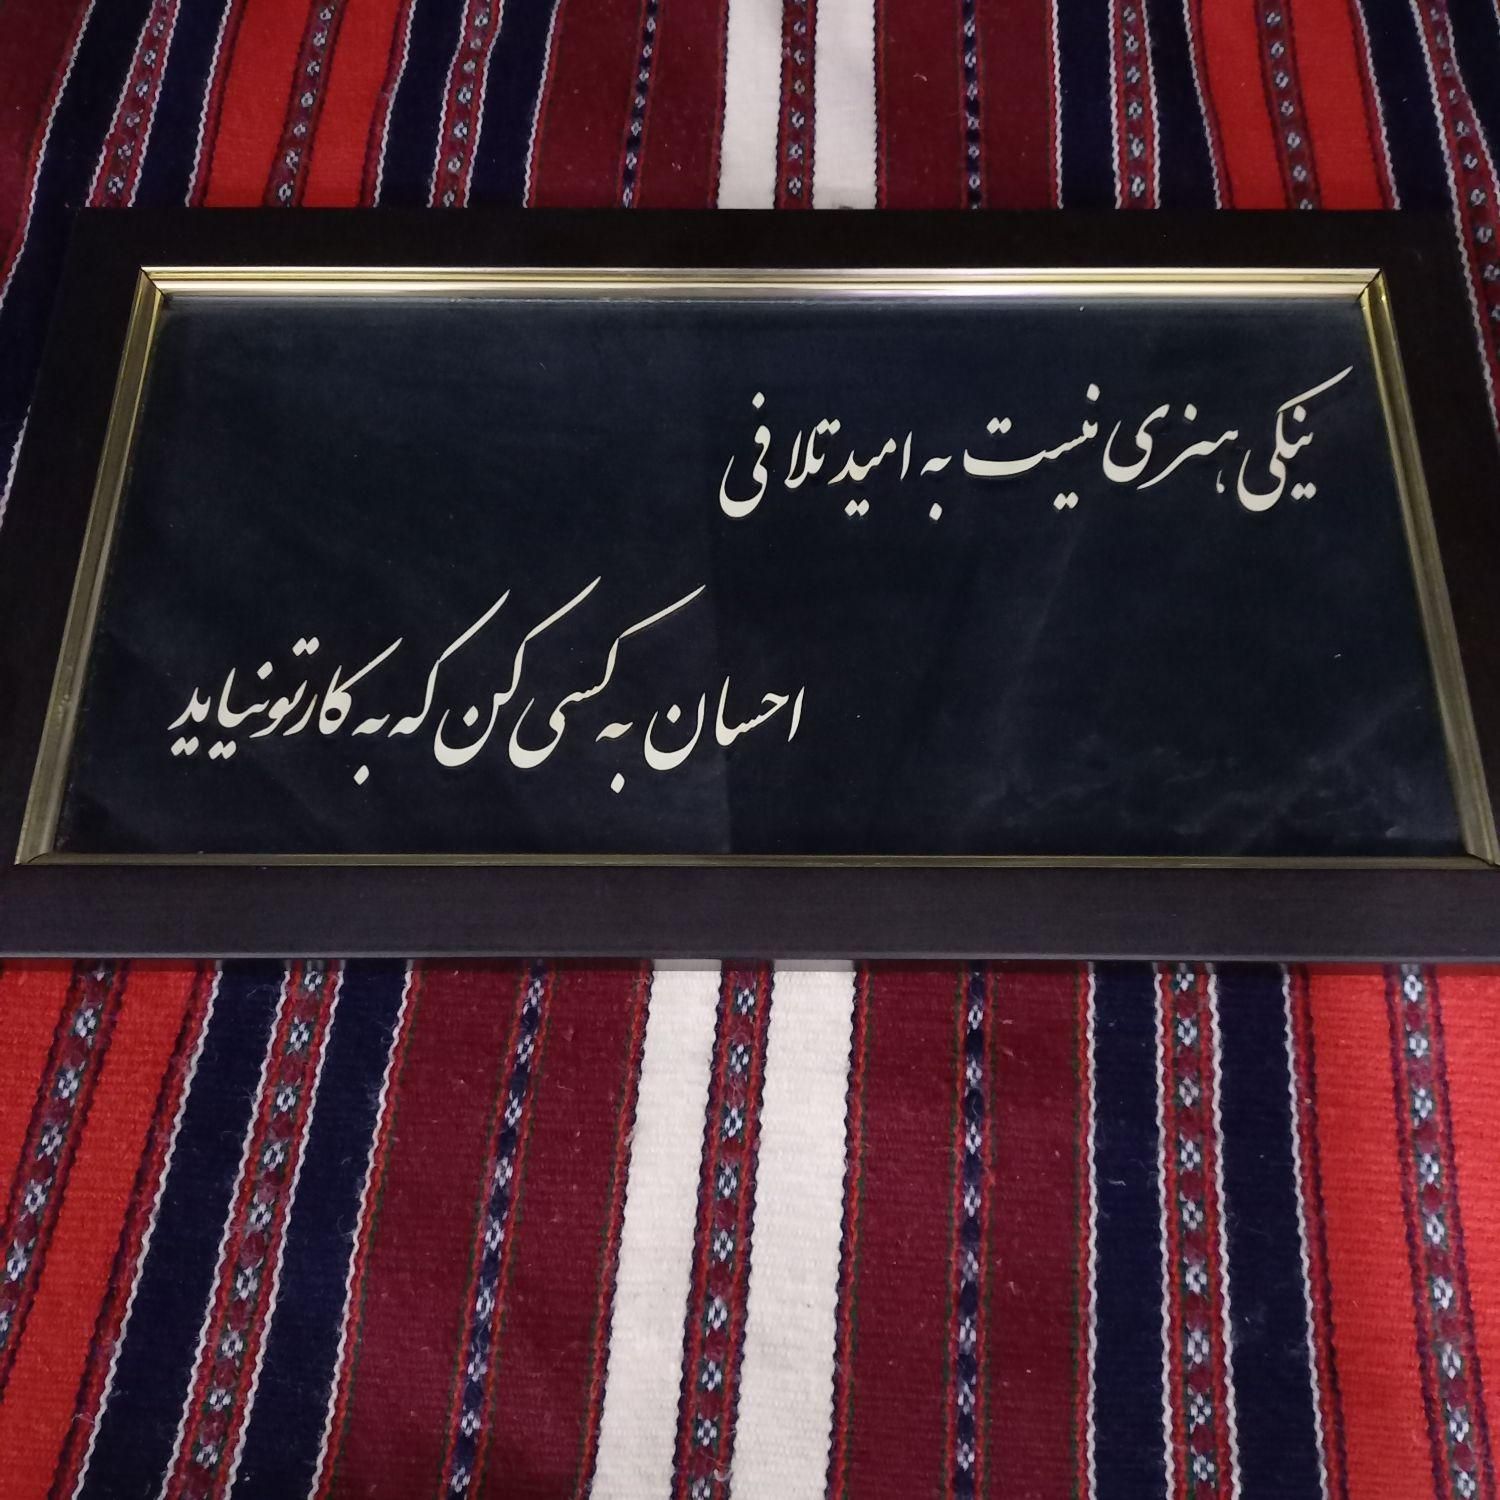 نیکی هنری نیست به امید تلافی
احسان به کسی کن که به کار تو نیاید